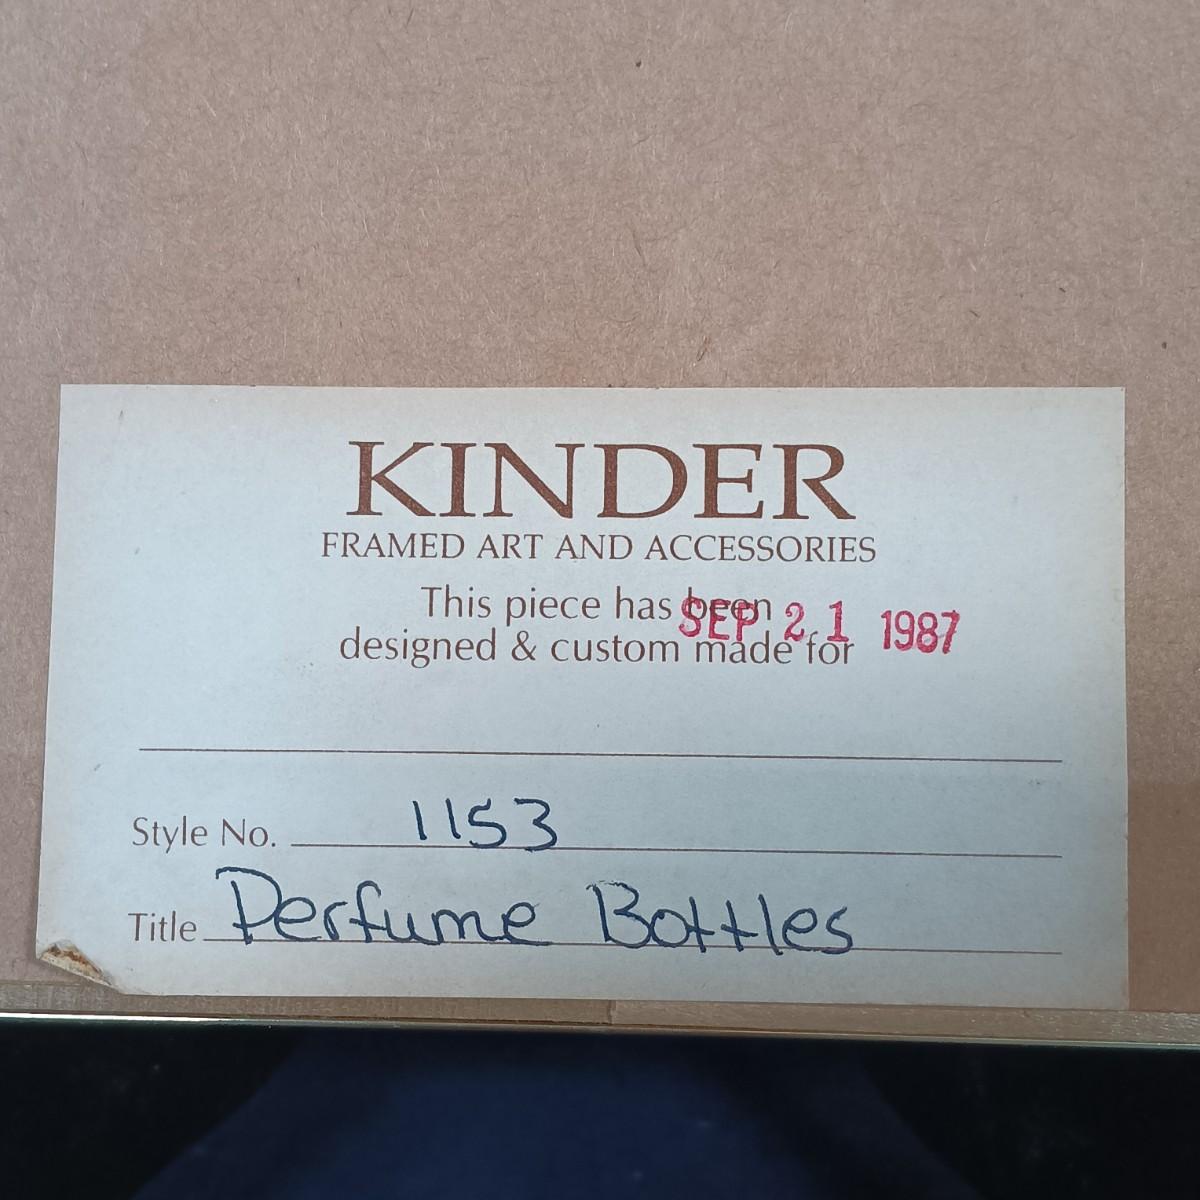 KINDER
FRAMED ART AND ACCESSORIES
This piece has been
SEP 21 1987
designed & custom made for
Style No. 1153
Title Perfume Bottles